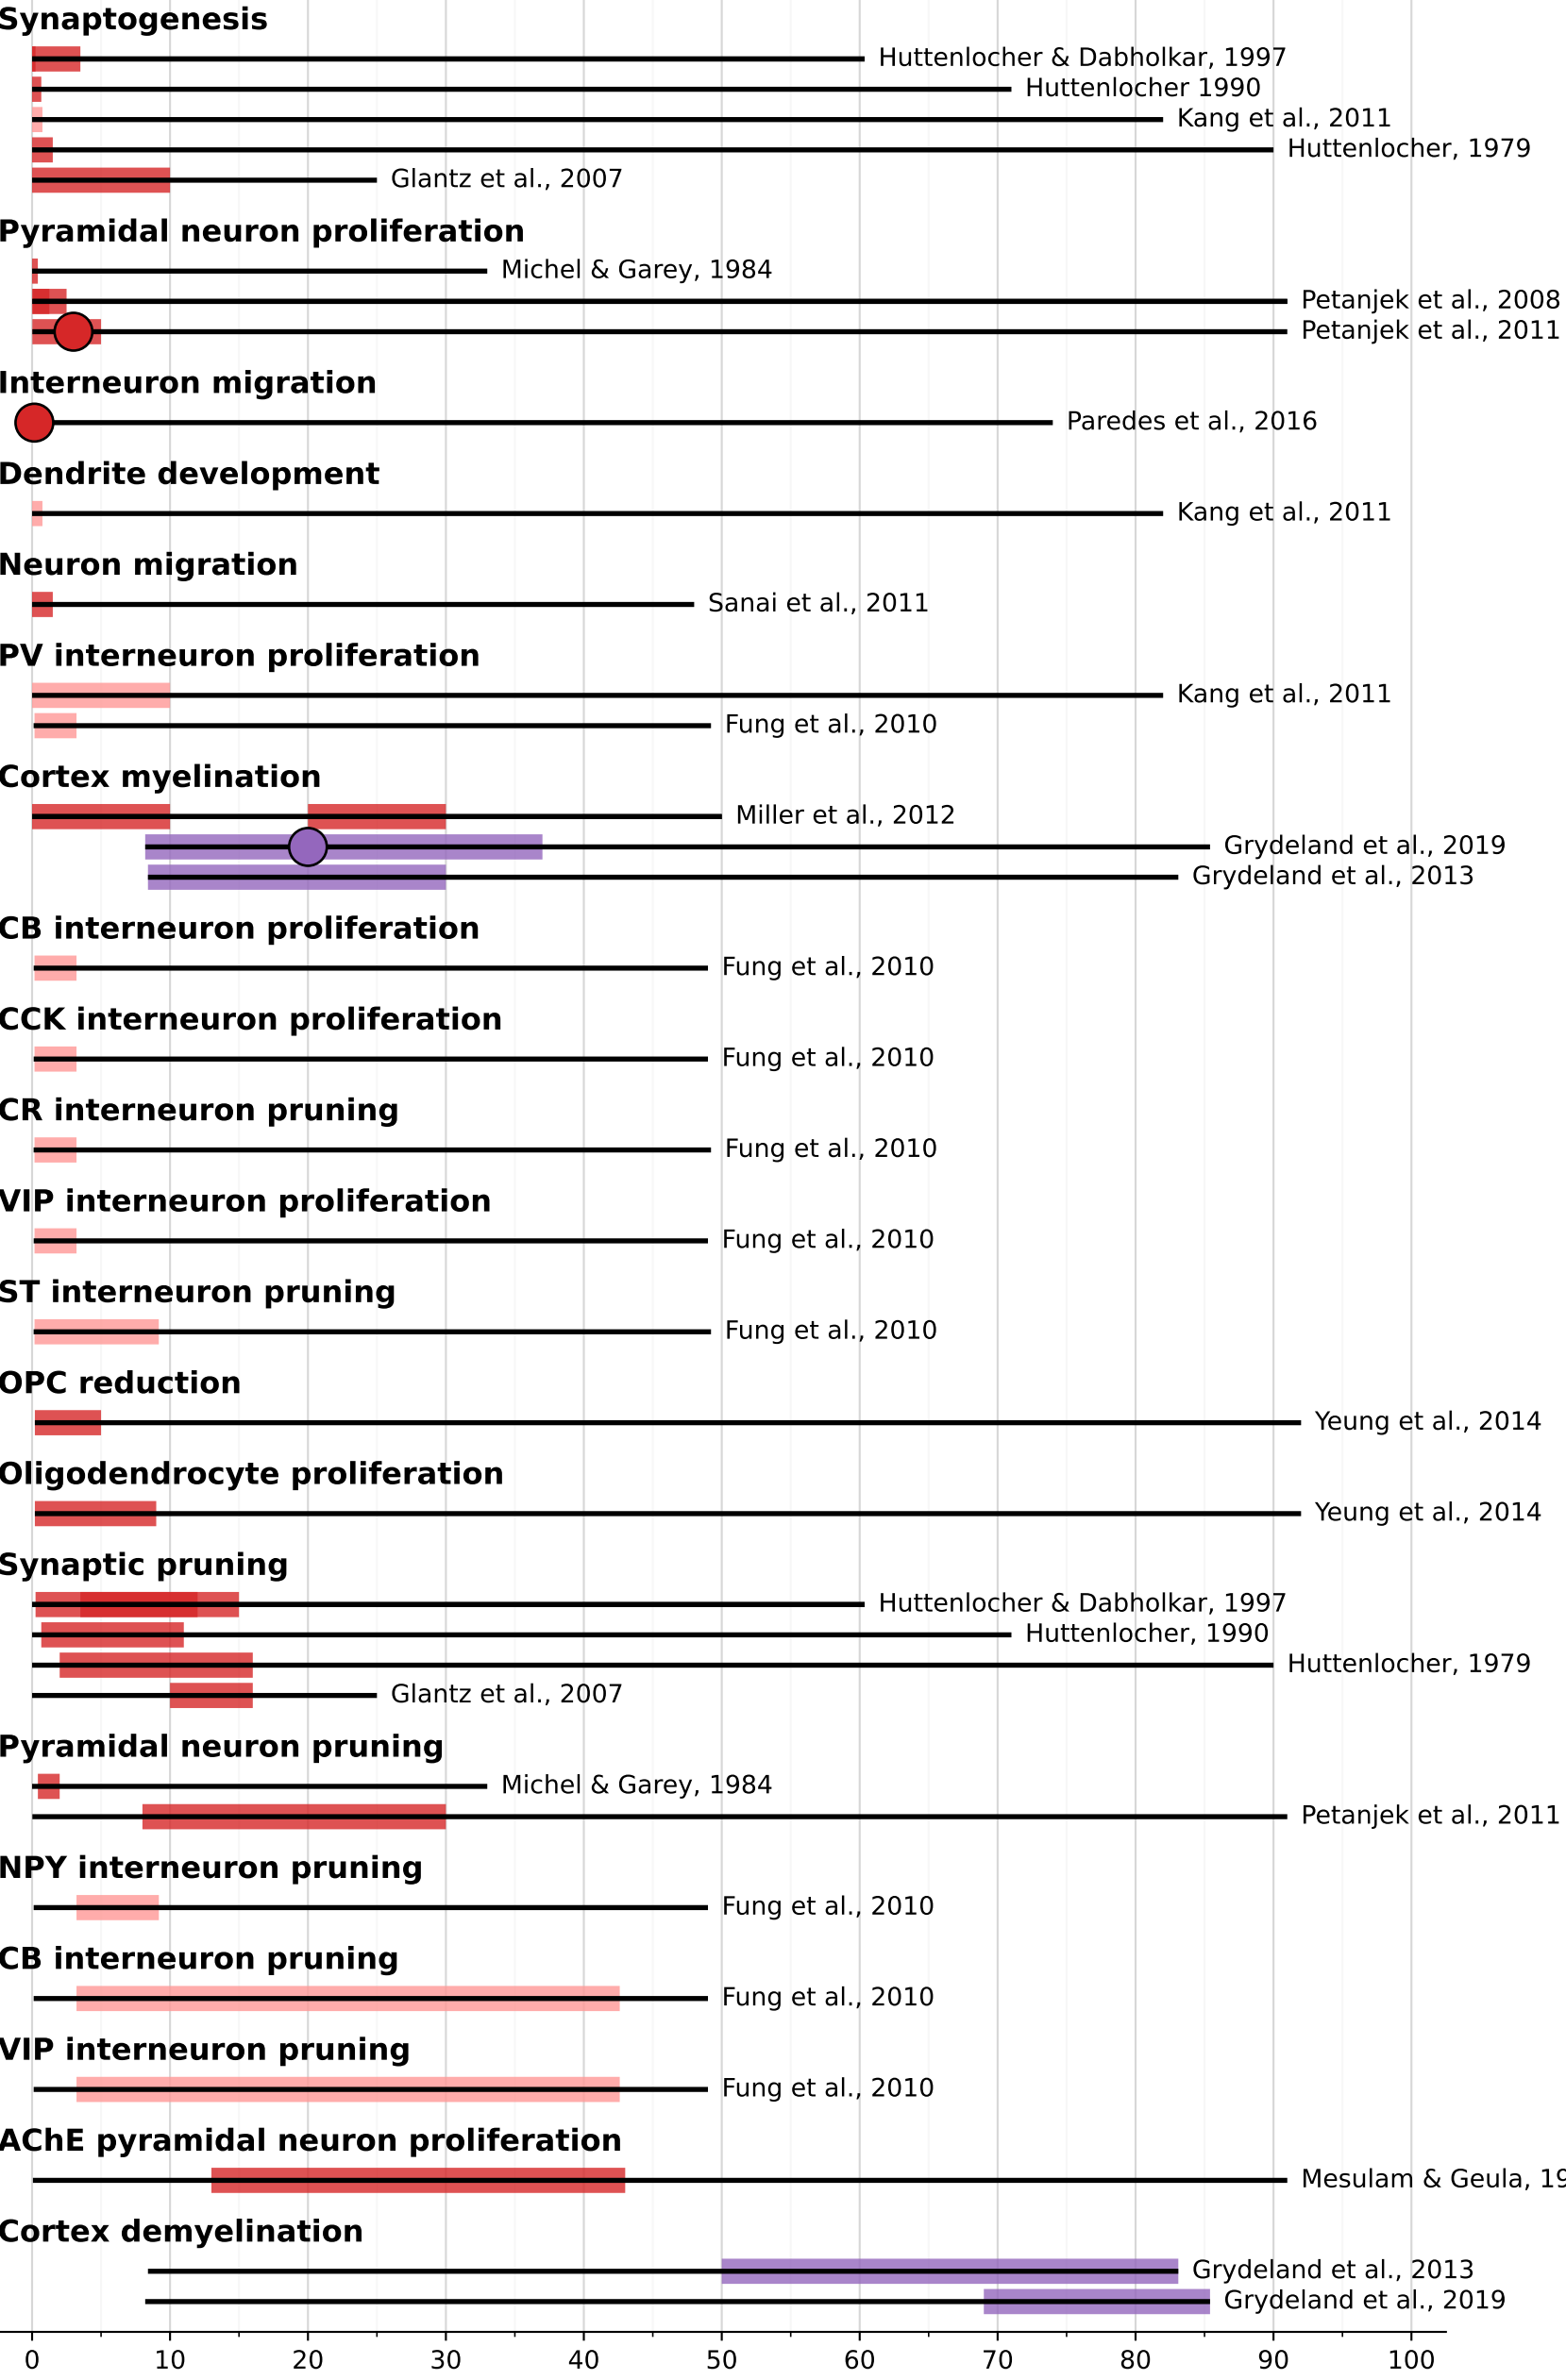 Synaptogenesis
Huttenlocher & Dabholkar, 1997
Huttenlocher 1990
Kang et al., 2011
Huttenlocher, 1979
Glantz et al., 2007
Pyramidal neuron proliferation
Michel & Garey, 1984
Petanjek et al., 2008
Petanjek et al., 2011
Interneuron migration
Paredes et al., 2016
Dendrite development
Kang et al., 2011
Neuron migration
Sanai et al., 2011
PV interneuron proliferation
Kang et al., 2011
Fung et al., 2010
Cortex myelination
Miller et al., 2012
Grydeland et al., 2019
Grydeland et al., 2013
CB interneuron proliferation
Fung et al., 2010
CCK interneuron proliferation
Fung et al., 2010
CR interneuron pruning
Fung et al., 2010
VIP interneuron proliferation
Fung et al., 2010
ST interneuron pruning
Fung et al., 2010
OPC reduction
Yeung et al., 2014
Oligodendrocyte proliferation
Yeung et al., 2014
Synaptic pruning
Huttenlocher & Dabholkar, 1997
Huttenlocher, 1990
Huttenlocher, 1979
Glantz et al., 2007
Pyramidal neuron pruning
Michel & Garey, 1984
Petanjek et al., 2011
NPY interneuron pruning
Fung et al., 2010
CB interneuron pruning
Fung et al., 2010
VIP interneuron pruning
Fung et al., 2010
AChE pyramidal neuron proliferation
Mesulam & Geula,
Cortex demyelination
Grydeland et al., 2013
Grydeland et al., 2019
0 10 20 30 40 50 60 70 80 90 100